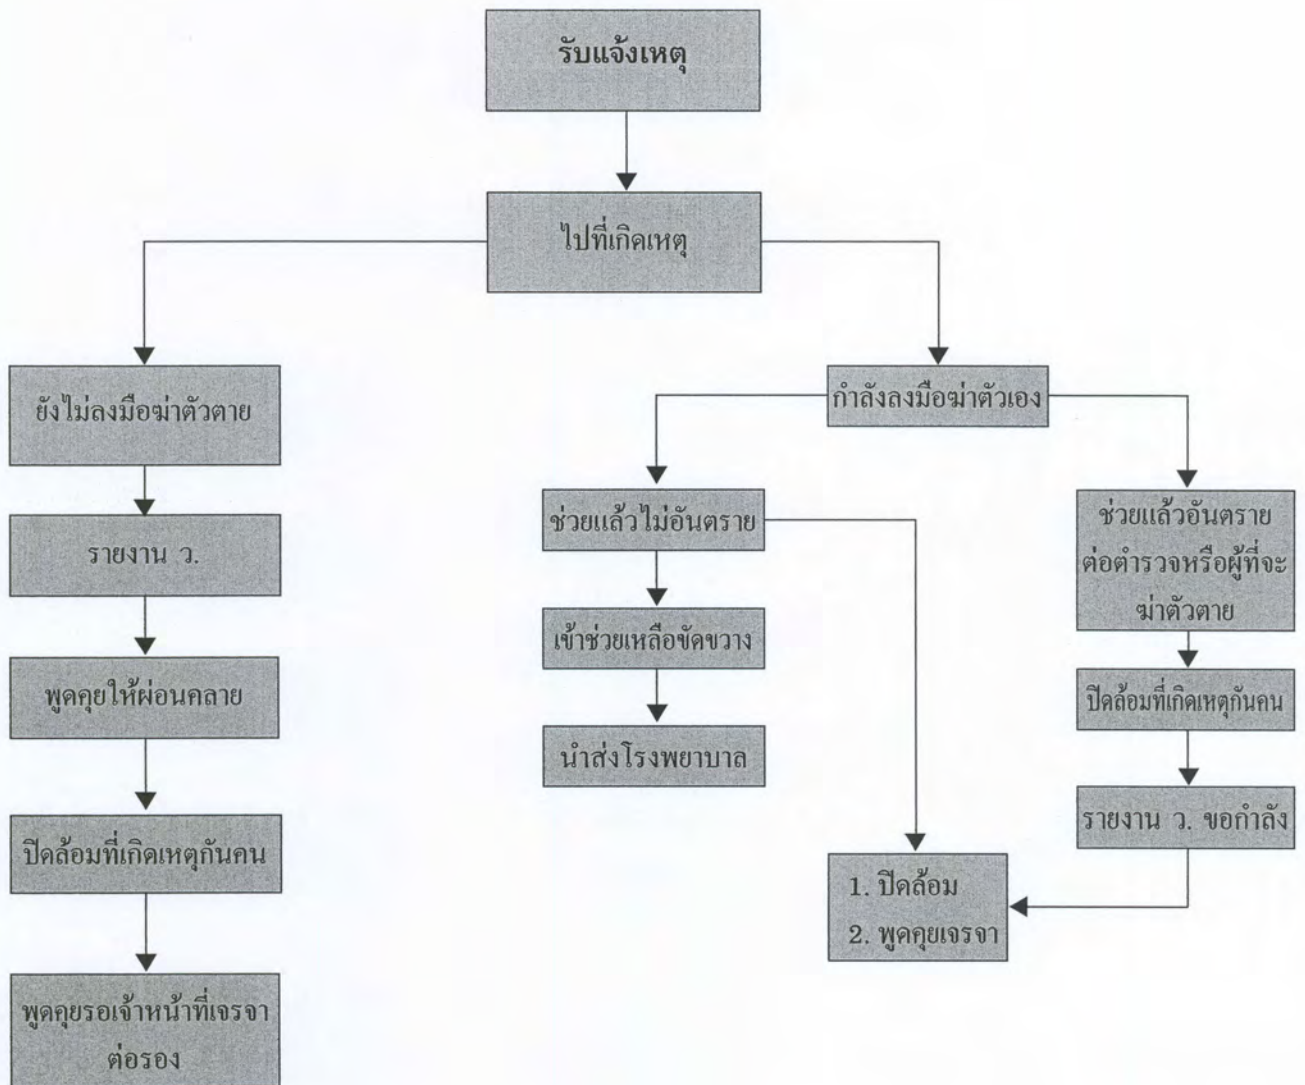 รับแจ้งเหตุ
ไปที่เกิดเหตุ
ยังไม่ลงมือฆ่าตัวตาย
รายงาน ว.
พูดคุยให้ผ่อนคลาย
ปิดล้อมที่เกิดเหตุกันคน
พูดคุยรอเจ้าหน้าที่เจรจา
ต่อรอง
กำลังลงมือฆ่าตัวเอง
ช่วยแล้วไม่อันตราย
เข้าช่วยเหลือขัดขวาง
นำส่งโรงพยาบาล
ช่วยแล้วอันตราย
ต่อตำรวจหรือผู้ที่จะ
ฆ่าตัวตาย
ปิดล้อมที่เกิดเหตุกันคน
รายงาน ว. ขอกำลัง
1. ปิดล้อม
2. พูดคุยเจรจา